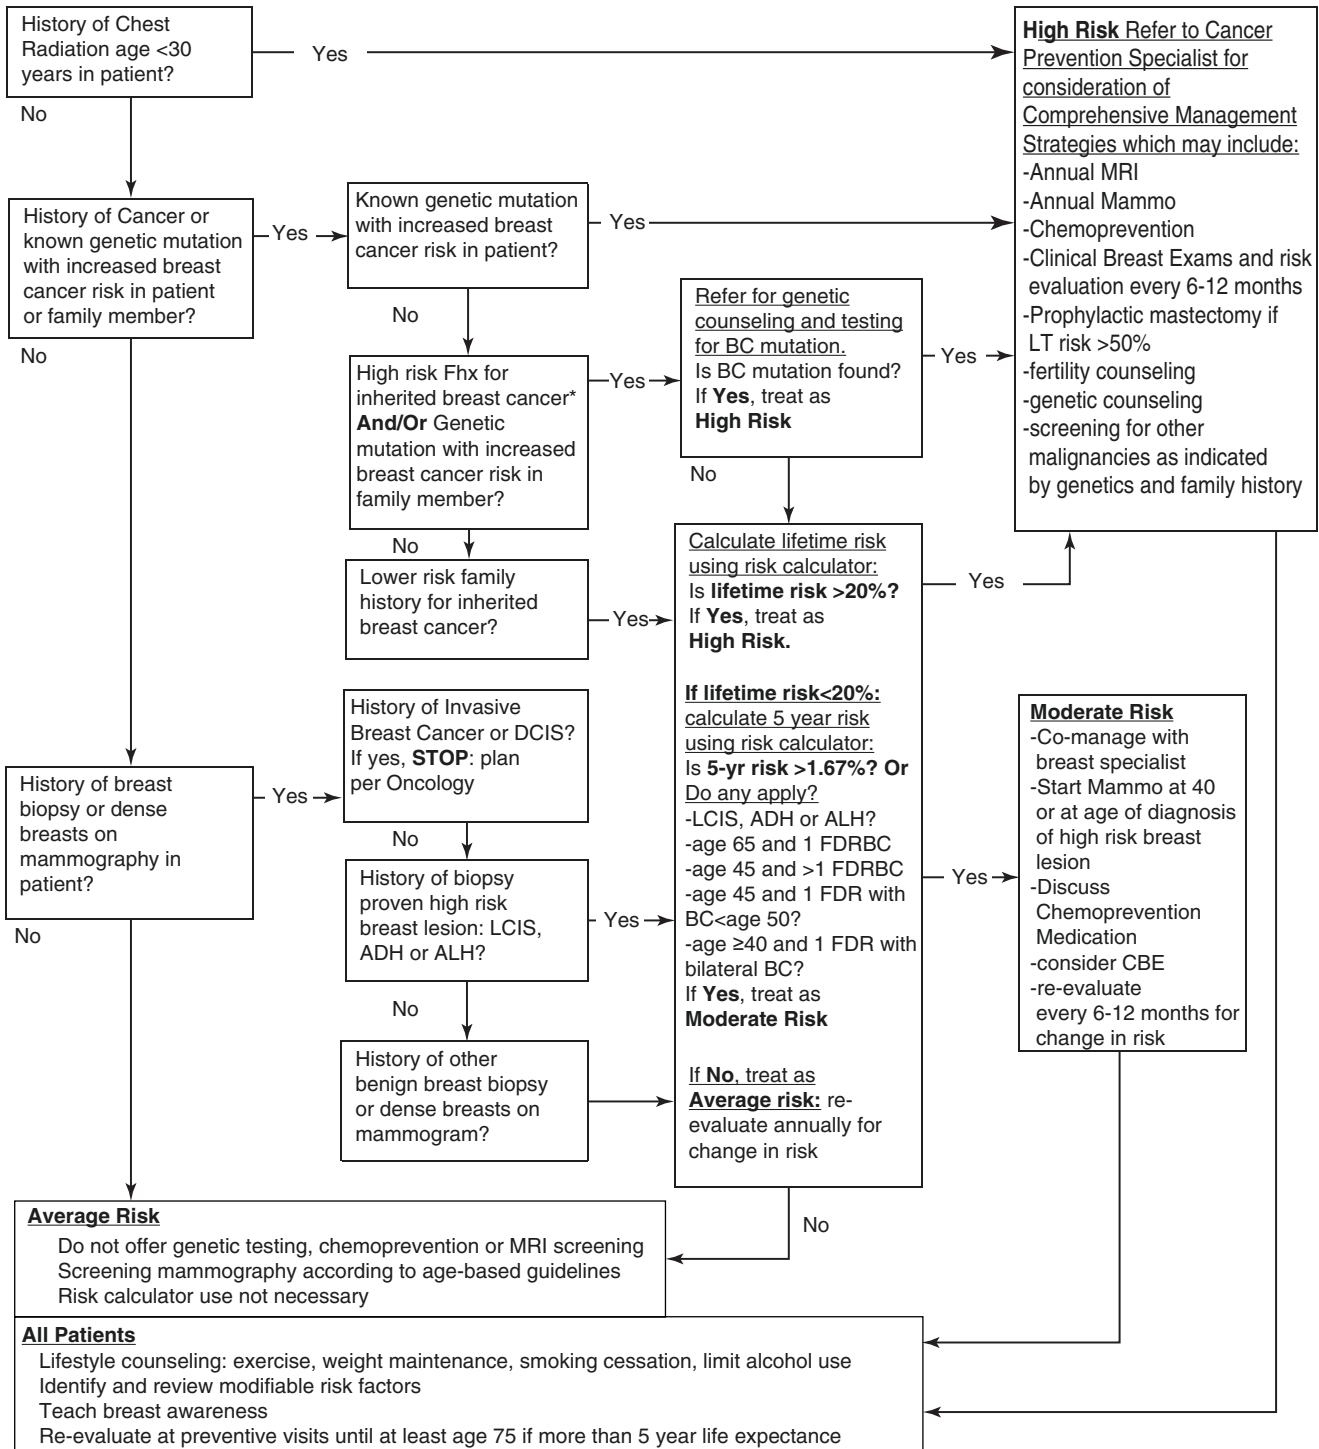 History of Chest
Radiation age <30
years in patient?
Yes
No
High Risk Refer to Cancer
Prevention Specialist for
consideration of
Comprehensive Management
Strategies which may include:
-Annual MRI
-Annual Mammo
-Chemoprevention
-Clinical Breast Exams and risk
evaluation every 6-12 months
-Prophylactic mastectomy if
LT risk >50%
-fertility counseling
-genetic counseling
-screening for other
malignancies as indicated
by genetics and family history
History of Cancer or
known genetic mutation
with increased breast
cancer risk in patient
or family member?
Yes
No
Known genetic mutation
with increased breast
cancer risk in patient?
Yes
No
High risk Fhx for
inherited breast cancer*
And/Or Genetic
mutation with increased
breast cancer risk in
family member?
Yes
No
Refer for genetic
counseling and testing
for BC mutation.
Is BC mutation found?
If Yes, treat as
High Risk
Yes
No
Lower risk family
history for inherited
breast cancer?
Yes
Calculate lifetime risk
using risk calculator:
Is lifetime risk >20%?
If Yes, treat as
High Risk.
Yes
If lifetime risk<20%:
calculate 5 year risk
using risk calculator:
Is 5-yr risk >1.67%? Or
Do any apply?
-LCIS, ADH or ALH?
-age 65 and 1 FDRBC
-age 45 and >1 FDRBC
-age 45 and 1 FDR with
BC<age 50?
-age ≥40 and 1 FDR with
bilateral BC?
If Yes, treat as
Moderate Risk
Yes
If No, treat as
Average risk: re-
evaluate annually for
change in risk
No
Moderate Risk
-Co-manage with
breast specialist
-Start Mammo at 40
or at age of diagnosis
of high risk breast
lesion
-Discuss
Chemoprevention
Medication
-consider CBE
-re-evaluate
every 6-12 months for
change in risk
History of breast
biopsy or dense
breasts on
mammography in
patient?
Yes
No
History of Invasive
Breast Cancer or DCIS?
If yes, STOP: plan
per Oncology
No
History of biopsy
proven high risk
breast lesion: LCIS,
ADH or ALH?
Yes
No
History of other
benign breast biopsy
or dense breasts on
mammogram?
Average Risk
Do not offer genetic testing, chemoprevention or MRI screening
Screening mammography according to age-based guidelines
Risk calculator use not necessary
All Patients
Lifestyle counseling: exercise, weight maintenance, smoking cessation, limit alcohol use
Identify and review modifiable risk factors
Teach breast awareness
Re-evaluate at preventive visits until at least age 75 if more than 5 year life expectance